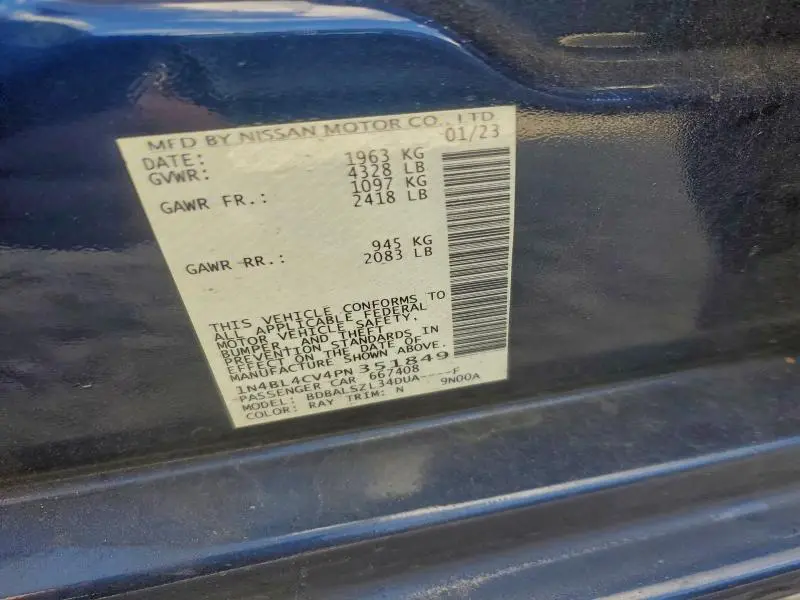 MFD BY NISSAN MOTOR CO., LTD
DATE: 01/23
GVWR: 1963 KG
4328 LB
GAWR FR.: 1097 KG
2418 LB
GAWR RR.: 945 KG
2083 LB
THIS VEHICLE CONFORMS TO
ALL APPLICABLE FEDERAL
MOTOR VEHICLE SAFETY,
BUMPER, AND THEFT
PREVENTION STANDARDS IN
EFFECT ON THE DATE OF
MANUFACTURE SHOWN ABOVE.
1N4BL4CV4PN351849
PASSENGER CAR 667408
MODEL: BDBALSZL34DUA----F
COLOR: RAY TRIM: N 9N00A